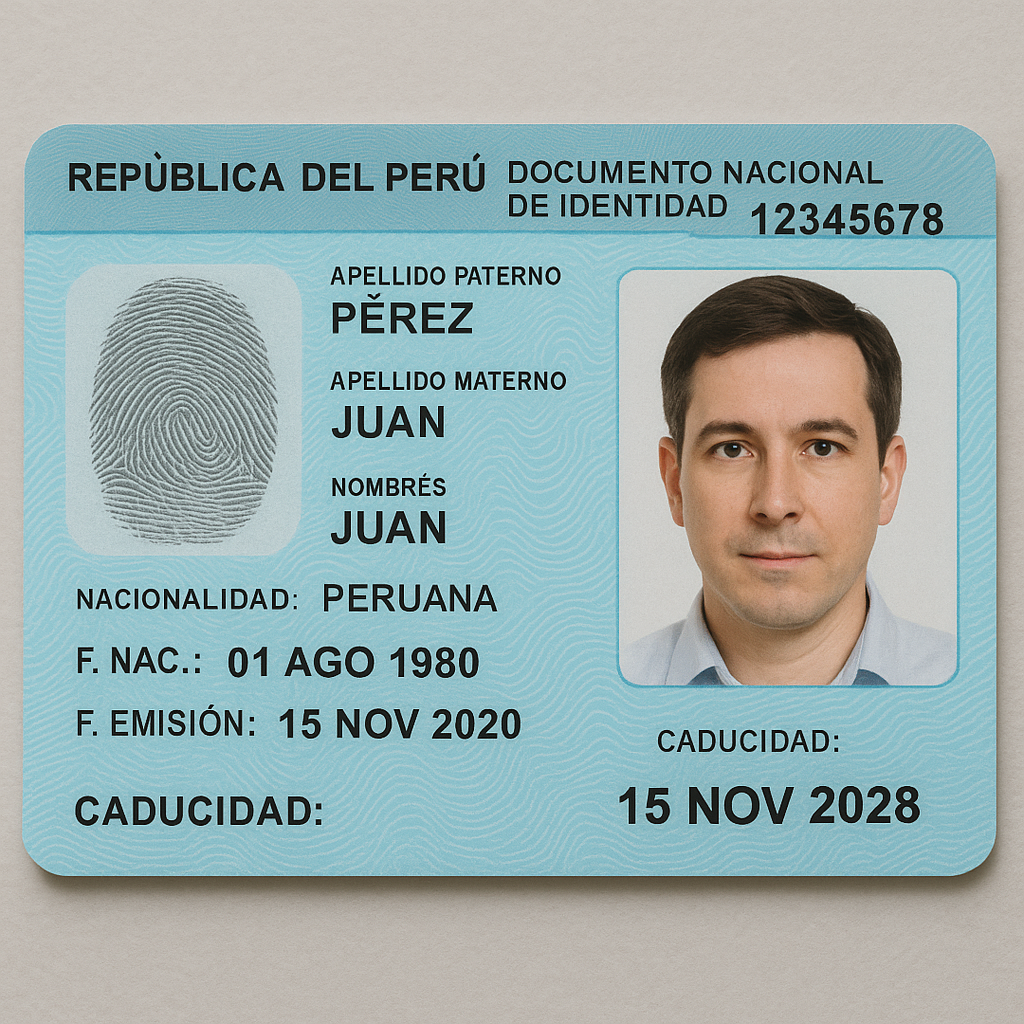 REPÙBLICA DEL PERÚ
DOCUMENTO NACIONAL
DE IDENTIDAD 12345678
APELLIDO PATERNO
PĚREZ
APELLIDO MATERNO
JUAN
NOMBRÉS
JUAN
NACIONALIDAD: PERUANA
F. NAC.: 01 AGO 1980
F. EMISIÓN: 15 NOV 2020
CADUCIDAD:
CADUCIDAD:
15 NOV 2028